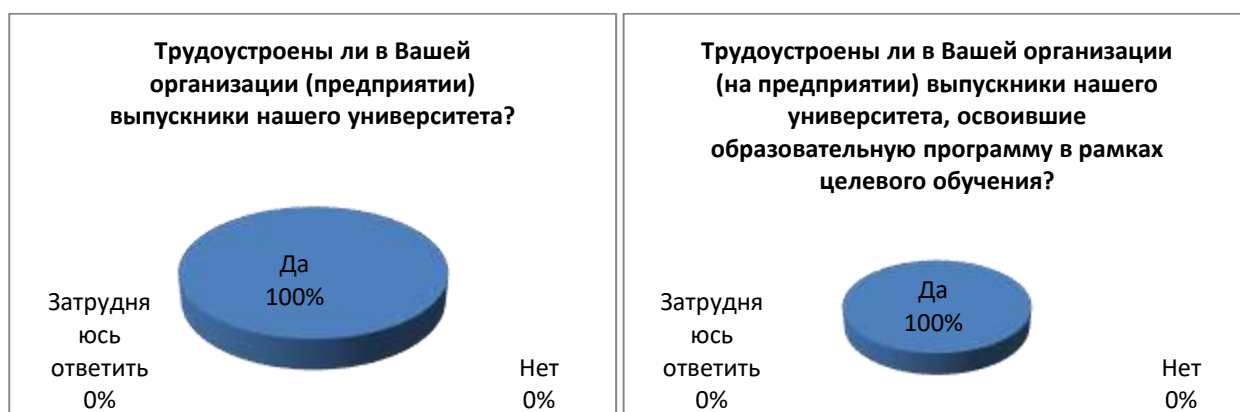 Трудоустроены ли в Вашей
организации (предприятии)
выпускники нашего университета?
Да
100%
Затрудня
юсь
ответить
0%
Нет
0%
Трудоустроены ли в Вашей организации
(на предприятии) выпускники нашего
университета, освоившие
образовательную программу в рамках
целевого обучения?
Да
100%
Затрудня
юсь
ответить
0%
Нет
0%